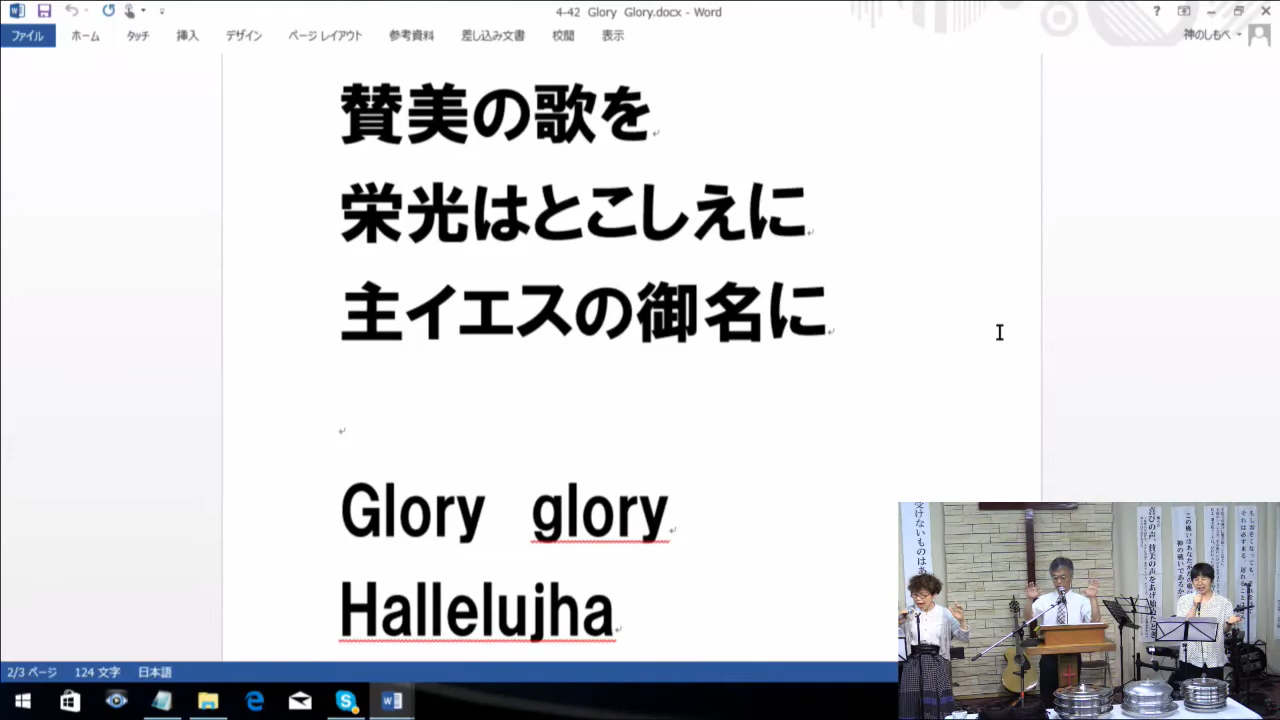 4-42 Glory Glory.docx - Word
ファイル ホーム タッチ 挿入 デザイン ページ レイアウト 参考資料 差し込み文書 校閲 表示
神のしもべ
賛美の歌を
栄光はとこしえに
主イエスの御名に
Glory glory
Hallelujha
2/3 ページ 124 文字 日本語